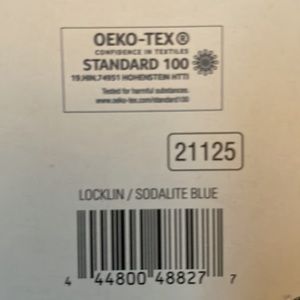 OEKO-TEX®
CONFIDENCE IN TEXTILES
STANDARD 100
19.HIN.74951 HOHENSTEIN HTTI
Tested for harmful substances.
www.oeko-tex.com/standard100
21125
LOCKLIN / SODALITE BLUE
4 44800 48827 7